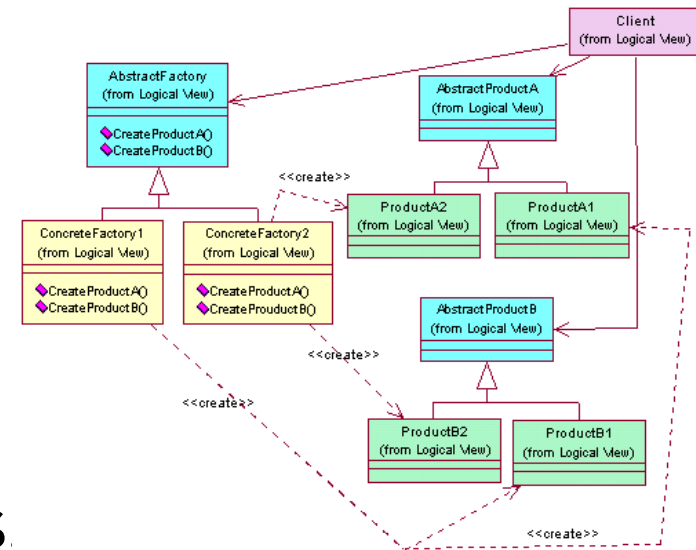 Client
(from Logical View)
AbstractFactory
(from Logical View)
CreateProductA()
CreateProductB()
AbstractProductA
(from Logical View)
<<create>>
ProductA2
(from Logical View)
ProductA1
(from Logical View)
ConcreteFactory1
(from Logical View)
CreateProductA()
CreateProductB()
ConcreteFactory2
(from Logical View)
CreateProductA()
CreateProuductB()
AbstractProductB
(from Logical View)
<<create>>
<<create>>
ProductB2
(from Logical View)
ProductB1
(from Logical View)
<<create>>